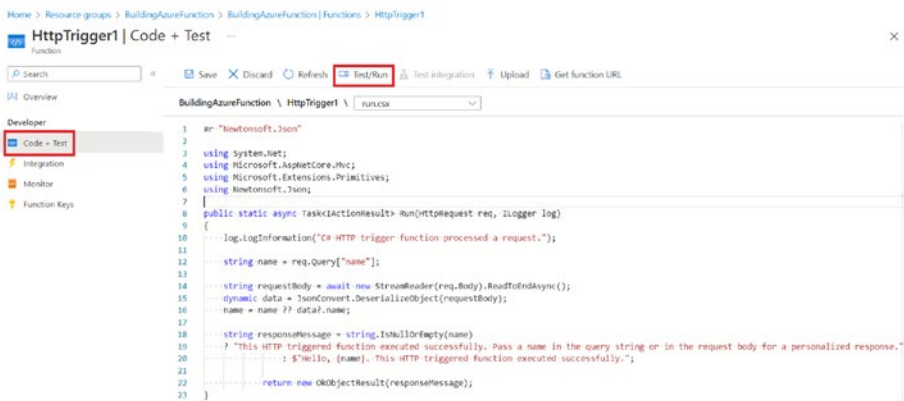 Home > Resource groups > BuildingAzureFunction > BuildingAzureFunction | Functions > HttpTrigger1
HttpTrigger1 | Code + Test ...
Function
Search
Save Discard Refresh Test/Run Test integration Upload Get function URL
Overview
BuildingAzureFunction \ HttpTrigger1 \ run.csx
Developer
Code + Test
Integration
Monitor
Function Keys
1 #r "Newtonsoft.Json"
2
3 using System.Net;
4 using Microsoft.AspNetCore.Mvc;
5 using Microsoft.Extensions.Primitives;
6 using Newtonsoft.Json;
7
8 public static async Task<IActionResult> Run(HttpRequest req, ILogger log)
9 {
10 log.LogInformation("C# HTTP trigger function processed a request.");
11
12 string name = req.Query["name"];
13
14 string requestBody = await new StreamReader(req.Body).ReadToEndAsync();
15 dynamic data = JsonConvert.DeserializeObject(requestBody);
16 name = name ?? data?.name;
17
18 string responseMessage = string.IsNullOrEmpty(name)
19 ? "This HTTP triggered function executed successfully. Pass a name in the query string or in the request body for a personalized response."
20 : $"Hello, {name}. This HTTP triggered function executed successfully.";
21
22 return new OkObjectResult(responseMessage);
23 }